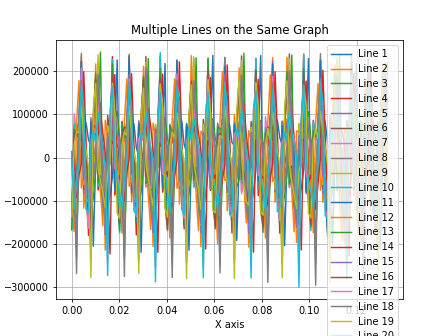 Multiple Lines on the Same Graph
200000
100000
0
−100000
−200000
−300000
0.00
0.02
0.04
0.06
0.08
0.10
X axis
Line 1
Line 2
Line 3
Line 4
Line 5
Line 6
Line 7
Line 8
Line 9
Line 10
Line 11
Line 12
Line 13
Line 14
Line 15
Line 16
Line 17
Line 18
Line 19
Line 20